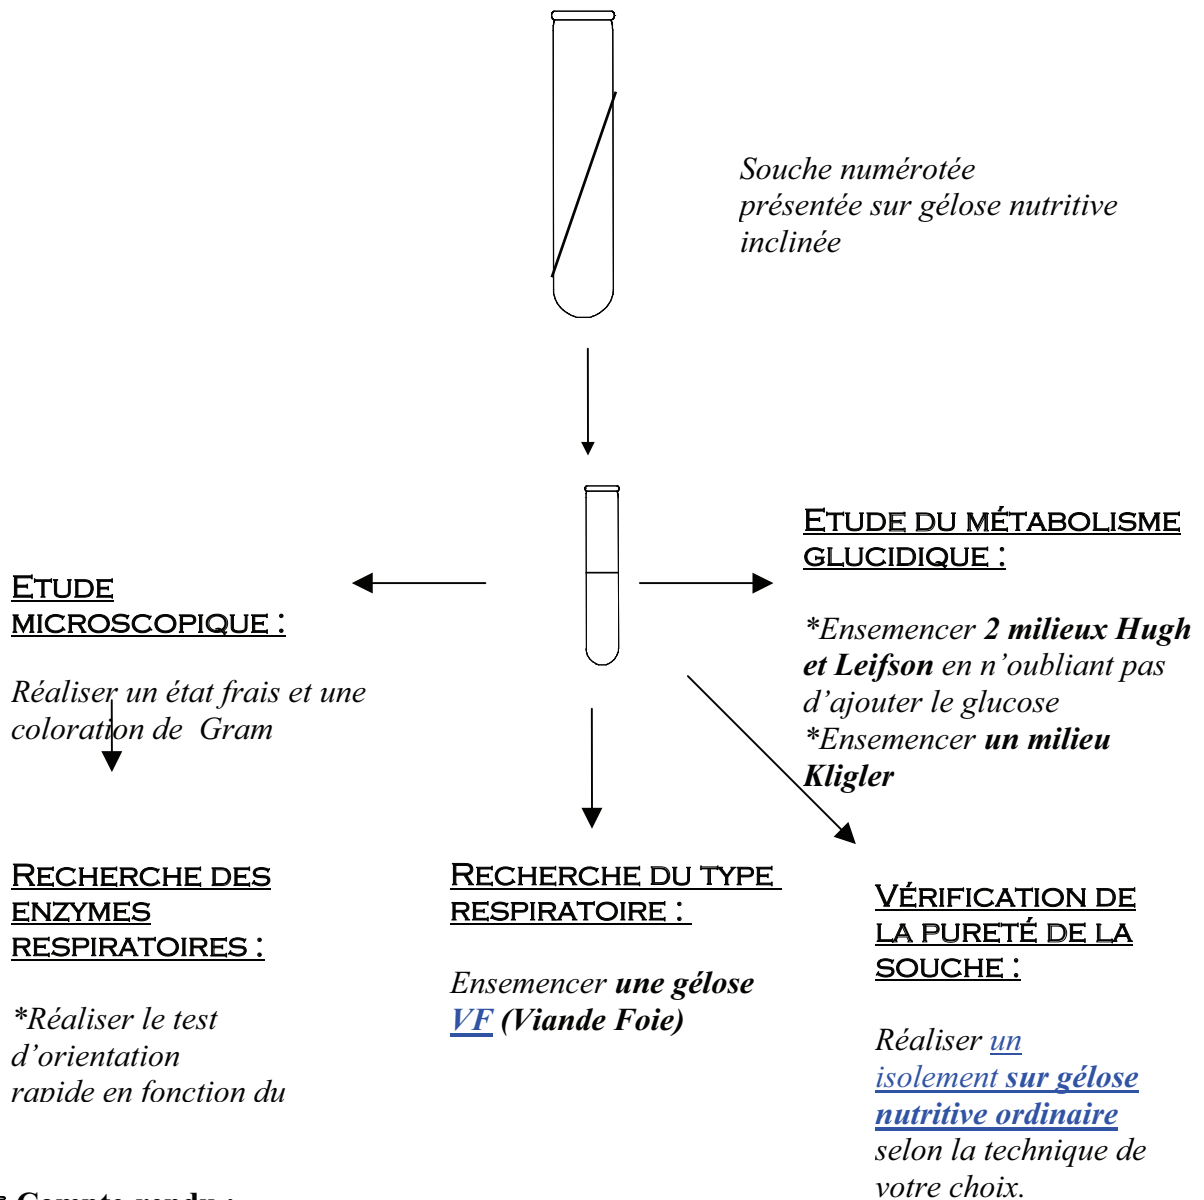 Souche numérotée
présentée sur gélose nutritive
inclinée
ETUDE
MICROSCOPIQUE :
Réaliser un état frais et une
coloration de Gram
ETUDE DU MÉTABOLISME
GLUCIDIQUE :
*Ensemencer 2 milieux Hugh
et Leifson en n’oubliant pas
d’ajouter le glucose
*Ensemencer un milieu
Kligler
RECHERCHE DES
ENZYMES
RESPIRATOIRES :
*Réaliser le test
d’orientation
rapide en fonction du
RECHERCHE DU TYPE
RESPIRATOIRE :
Ensemencer une gélose
VF (Viande Foie)
VÉRIFICATION DE
LA PURETÉ DE LA
SOUCHE :
Réaliser un
isolement sur gélose
nutritive ordinaire
selon la technique de
votre choix.